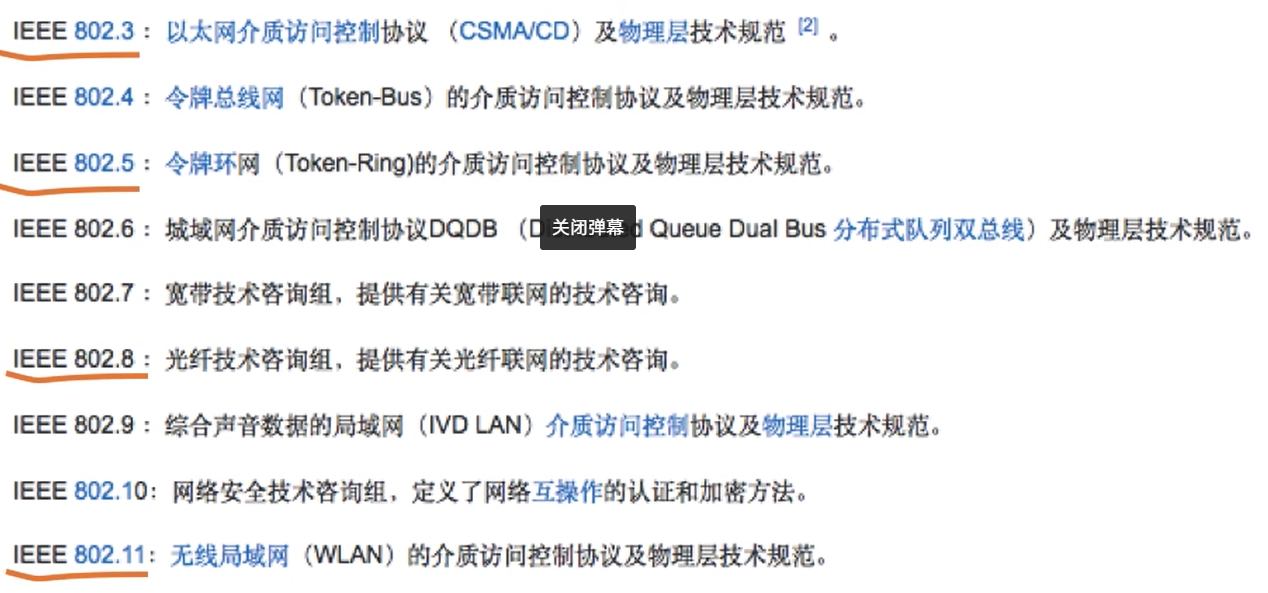 IEEE 802.3 : 以太网介质访问控制协议 （CSMA/CD）及物理层技术规范 [2] 。
IEEE 802.4 : 令牌总线网（Token-Bus）的介质访问控制协议及物理层技术规范。
IEEE 802.5 : 令牌环网（Token-Ring)的介质访问控制协议及物理层技术规范。
IEEE 802.6 : 城域网介质访问控制协议DQDB （D 关闭弹幕 d Queue Dual Bus 分布式队列双总线）及物理层技术规范。
IEEE 802.7 : 宽带技术咨询组，提供有关宽带联网的技术咨询。
IEEE 802.8 : 光纤技术咨询组，提供有关光纤联网的技术咨询。
IEEE 802.9 : 综合声音数据的局域网（IVD LAN）介质访问控制协议及物理层技术规范。
IEEE 802.10: 网络安全技术咨询组，定义了网络互操作的认证和加密方法。
IEEE 802.11: 无线局域网（WLAN）的介质访问控制协议及物理层技术规范。